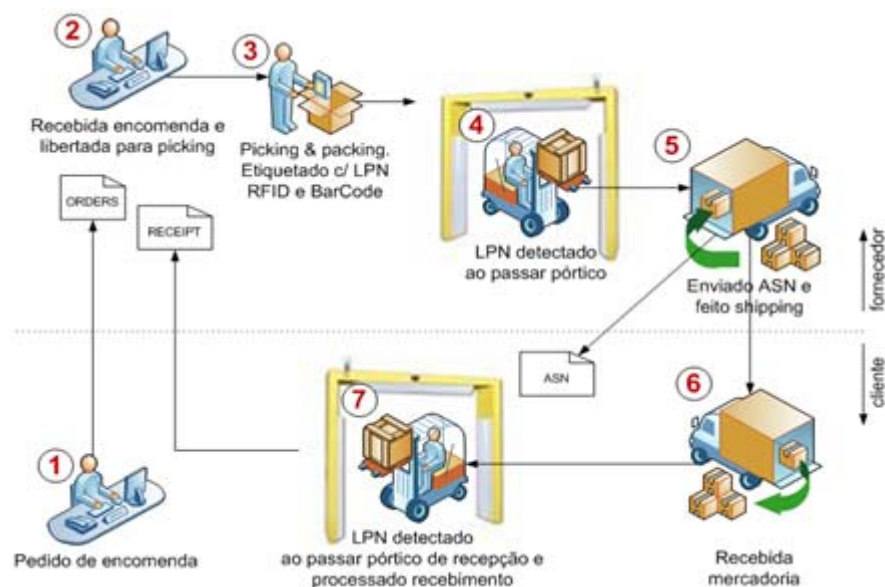 2
Recebida encomenda e
libertada para picking
3
Picking & packing.
Etiquetado c/ LPN
RFID e BarCode
4
LPN detectado
ao passar pórtico
5
Enviado ASN e
feito shipping
fornecedor
ORDERS
RECEIPT
ASN
cliente
1
Pedido de encomenda
7
LPN detectado
ao passar pórtico de recepção e
processado recebimento
6
Recebida
mercadoria